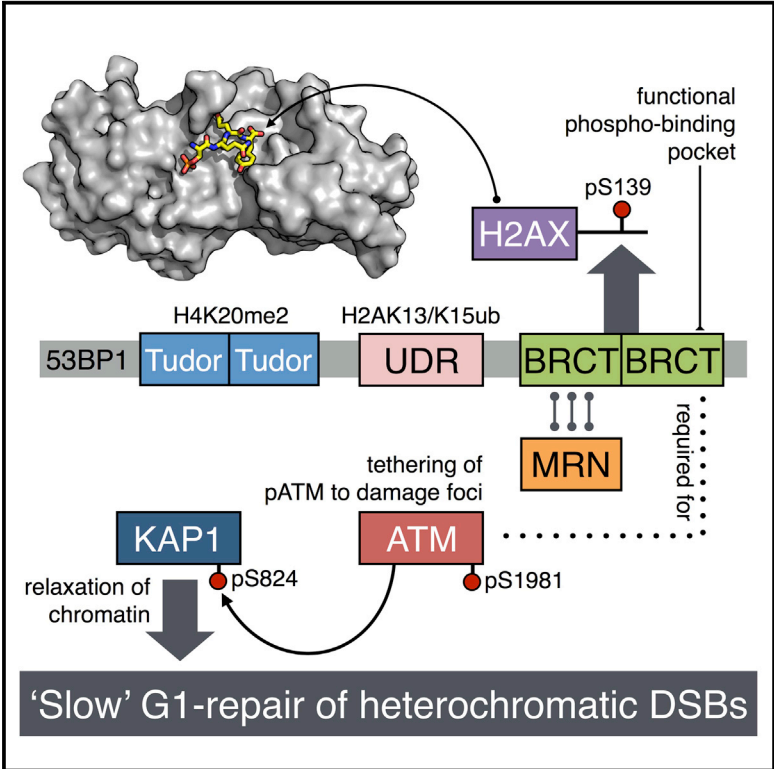 functional
phospho-binding
pocket
pS139
H2AX
H4K20me2
H2AK13/K15ub
53BP1
Tudor
Tudor
UDR
BRCT
BRCT
MRN
required for
tethering of
pATM to damage foci
KAP1
ATM
pS824
pS1981
relaxation of
chromatin
‘Slow’ G1-repair of heterochromatic DSBs